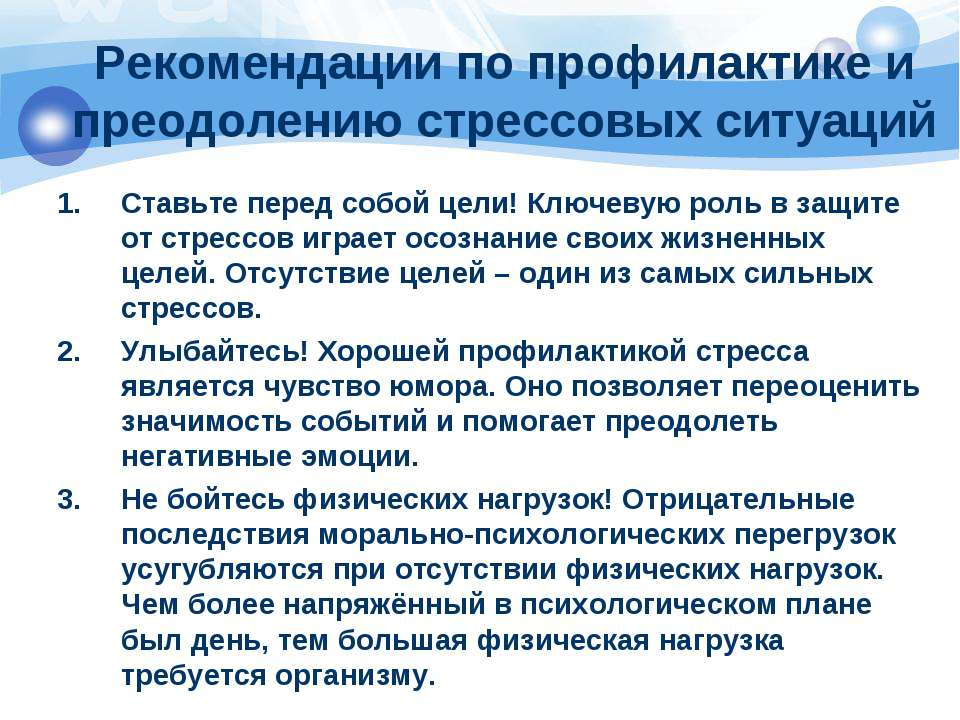 Рекомендации по профилактике и
преодолению стрессовых ситуаций
1. Ставьте перед собой цели! Ключевую роль в защите
от стрессов играет осознание своих жизненных
целей. Отсутствие целей – один из самых сильных
стрессов.
2. Улыбайтесь! Хорошей профилактикой стресса
является чувство юмора. Оно позволяет переоценить
значимость событий и помогает преодолеть
негативные эмоции.
3. Не бойтесь физических нагрузок! Отрицательные
последствия морально-психологических перегрузок
усугубляются при отсутствии физических нагрузок.
Чем более напряжённый в психологическом плане
был день, тем большая физическая нагрузка
требуется организму.